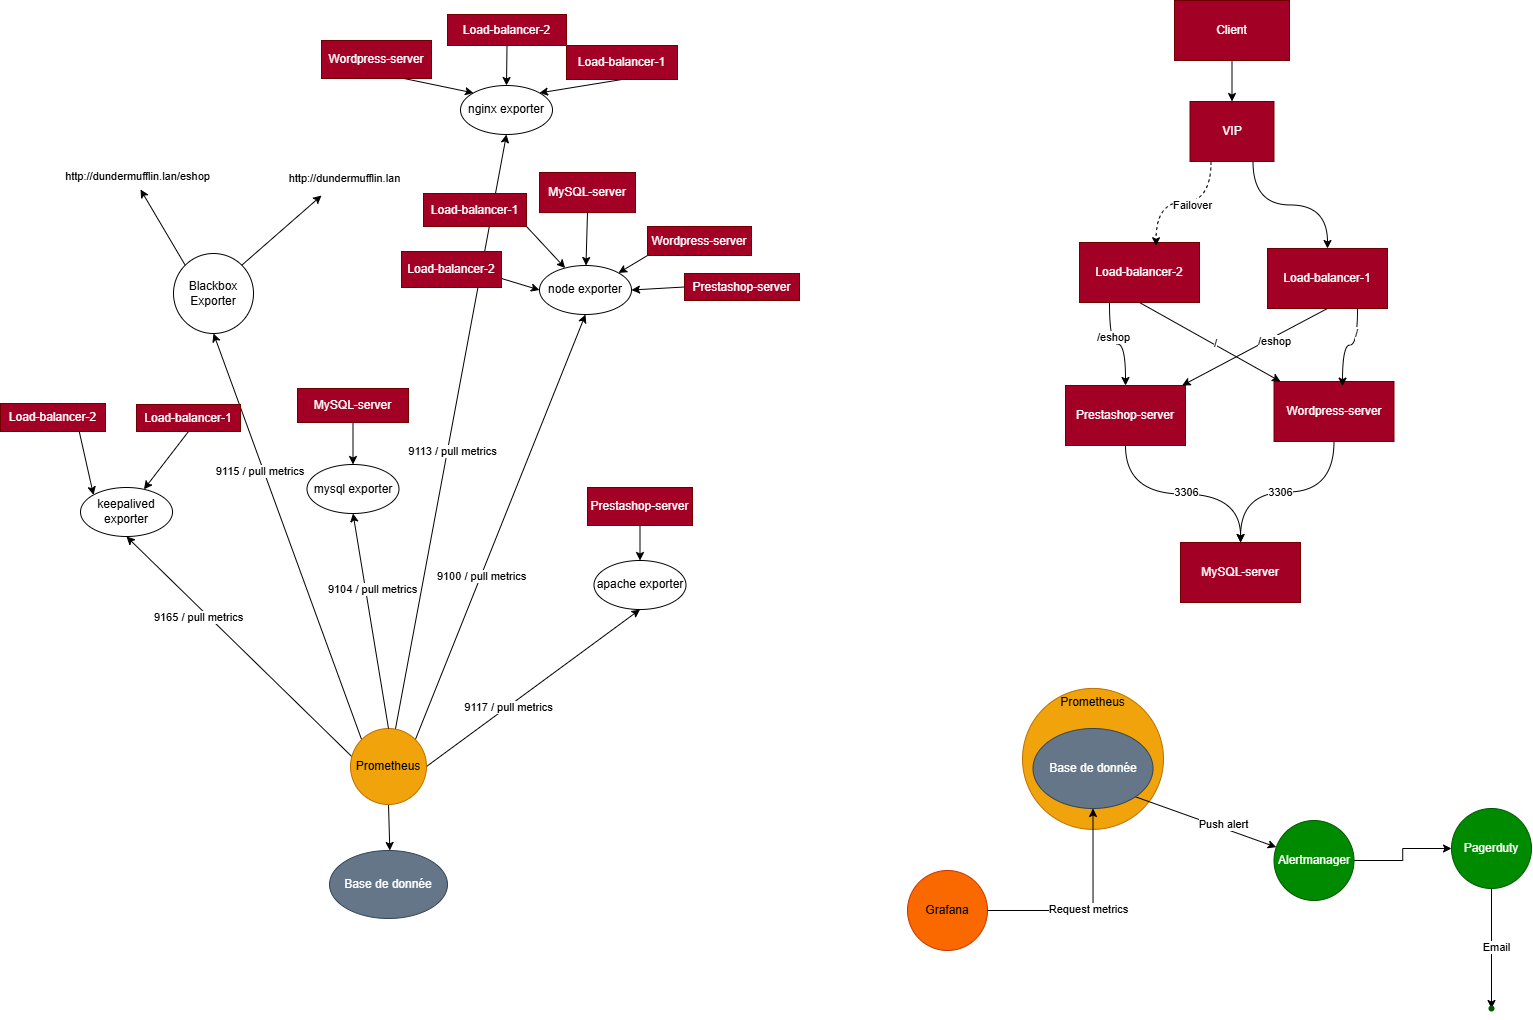 Load-balancer-2
Wordpress-server
Load-balancer-1
nginx exporter
http://dundermufflin.lan/eshop
http://dundermufflin.lan
MySQL-server
Load-balancer-1
Wordpress-server
Load-balancer-2
Prestashop-server
node exporter
Blackbox
Exporter
MySQL-server
Load-balancer-2
Load-balancer-1
9113 / pull metrics
9115 / pull metrics
mysql exporter
keepalived
exporter
Prestashop-server
9100 / pull metrics
apache exporter
9104 / pull metrics
9165 / pull metrics
9117 / pull metrics
Prometheus
Base de donnée
Client
VIP
Failover
Load-balancer-2
Load-balancer-1
/eshop
/
/eshop
/
Prestashop-server
Wordpress-server
3306
3306
MySQL-server
Prometheus
Base de donnée
Push alert
Alertmanager
Pagerduty
Grafana
Request metrics
Email